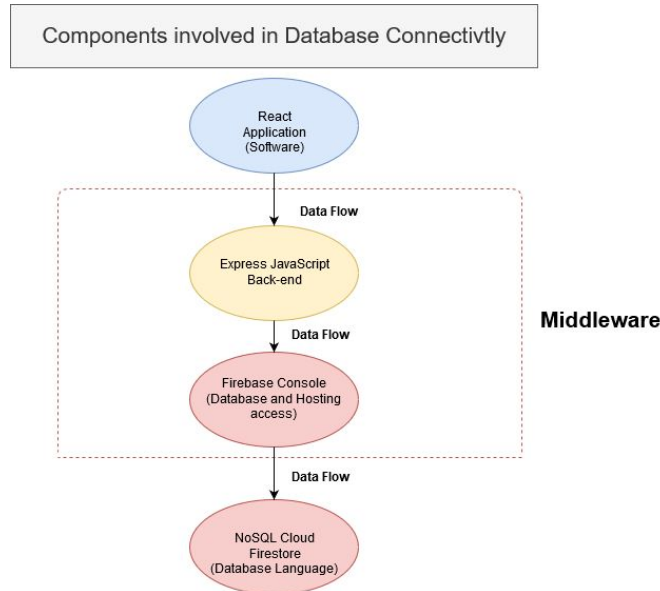 Components involved in Database Connectivtly
React
Application
(Software)
Data Flow
Express JavaScript
Back-end
Data Flow
Middleware
Firebase Console
(Database and Hosting
access)
Data Flow
NoSQL Cloud
Firestore
(Database Language)